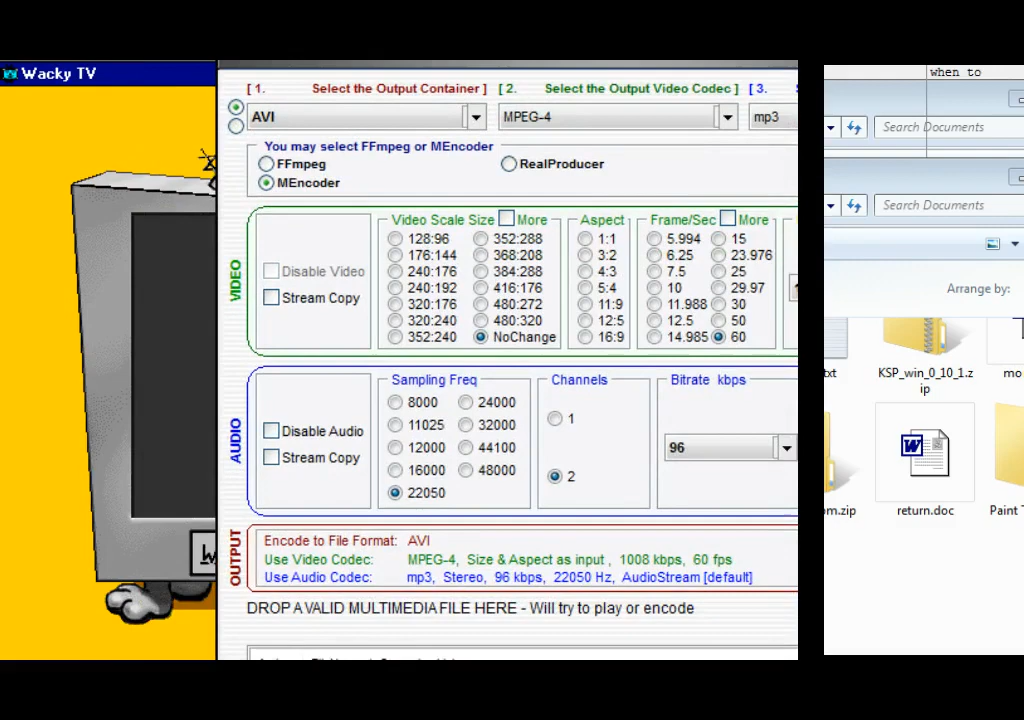 Wacky TV
[ 1. Select the Output Container ] [ 2. Select the Output Video Codec ] [ 3.
AVI MPEG-4 mp3
You may select FFmpeg or MEncoder
FFmpeg RealProducer
MEncoder
VIDEO
Disable Video
Stream Copy
Video Scale Size More
128:96 352:288
176:144 368:208
240:176 384:288
240:192 416:176
320:176 480:272
320:240 480:320
352:240 NoChange
Aspect
1:1
3:2
4:3
5:4
11:9
12:5
16:9
Frame/Sec More
5.994 15
6.25 23.976
7.5 25
10 29.97
11.988 30
12.5 50
14.985 60
AUDIO
Disable Audio
Stream Copy
Sampling Freq
8000 24000
11025 32000
12000 44100
16000 48000
22050
Channels
1
2
Bitrate kbps
96
OUTPUT
Encode to File Format: AVI
Use Video Codec: MPEG-4, Size & Aspect as input , 1008 kbps, 60 fps
Use Audio Codec: mp3, Stereo, 96 kbps, 22050 Hz, AudioStream [default]
DROP A VALID MULTIMEDIA FILE HERE - Will try to play or encode
when to
Search Documents
Search Documents
Arrange by:
txt
KSP_win_0_10_1.z
ip
mo
om.zip
return.doc
Paint